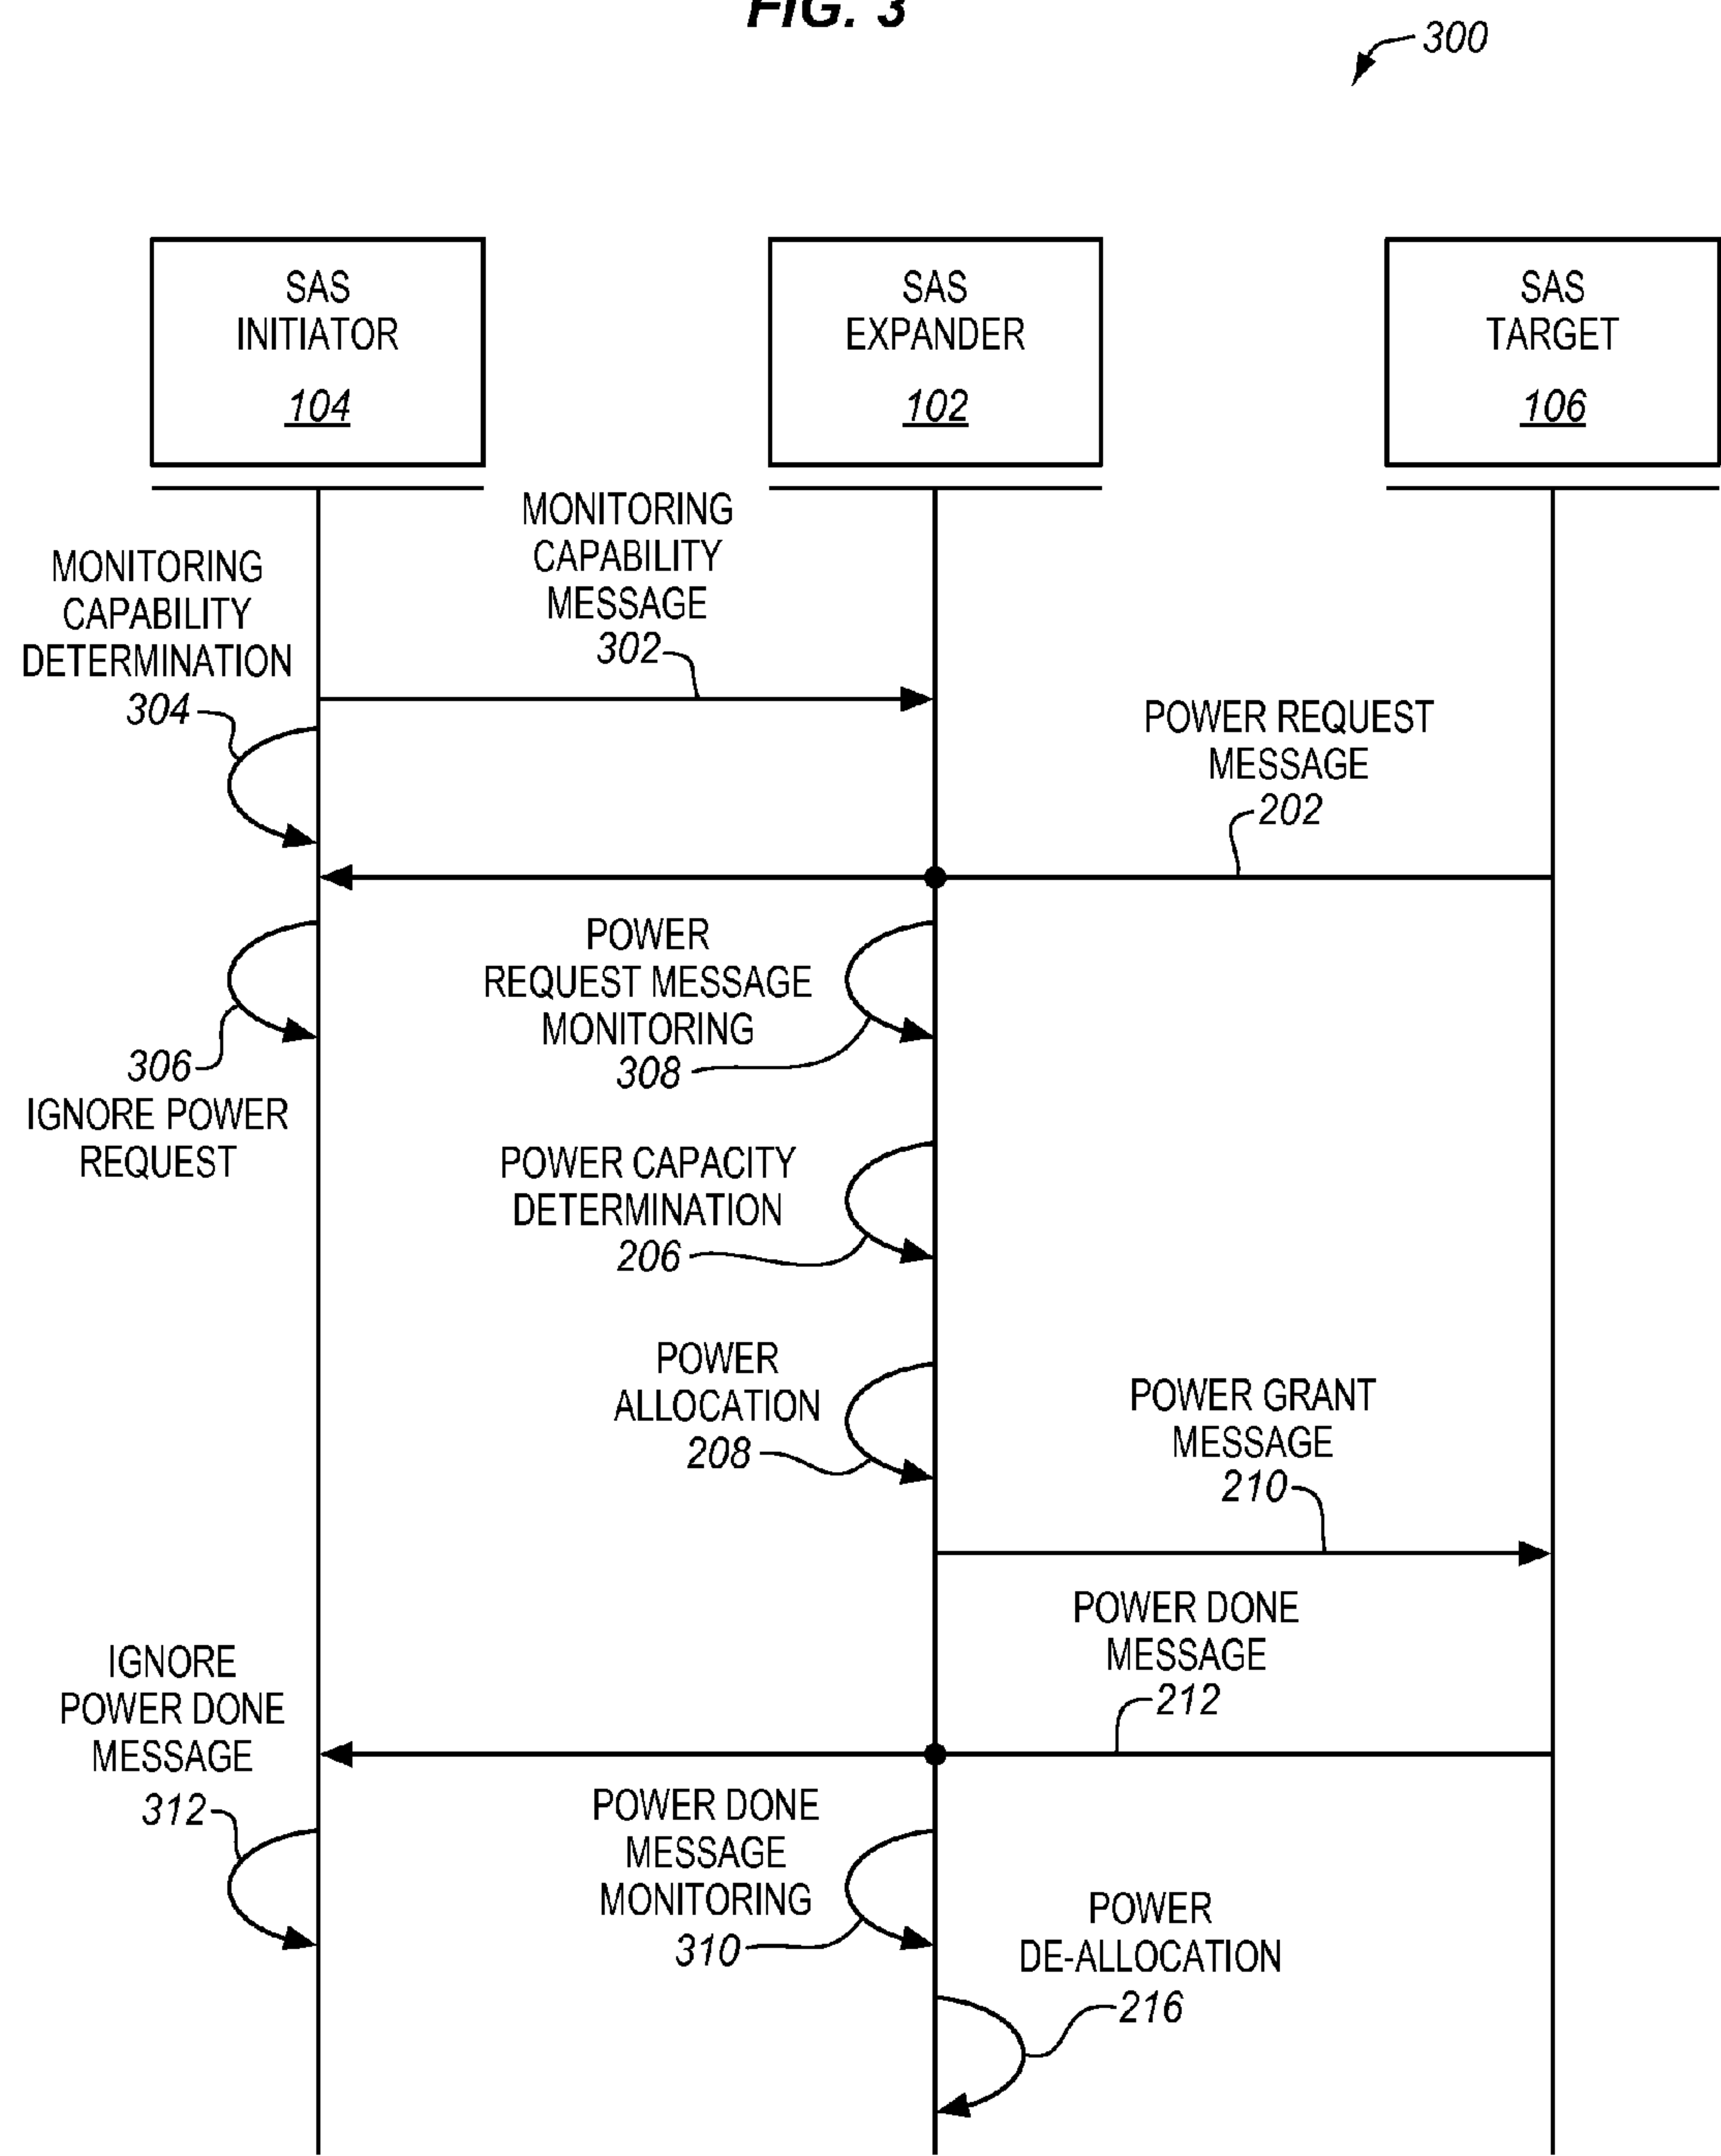 FIG. 3
300
SAS
INITIATOR
104
SAS
EXPANDER
102
SAS
TARGET
106
MONITORING
CAPABILITY
MESSAGE
302
MONITORING
CAPABILITY
DETERMINATION
304
POWER REQUEST
MESSAGE
202
306
IGNORE POWER
REQUEST
POWER
REQUEST MESSAGE
MONITORING
308
POWER CAPACITY
DETERMINATION
206
POWER
ALLOCATION
208
POWER GRANT
MESSAGE
210
POWER DONE
MESSAGE
212
IGNORE
POWER DONE
MESSAGE
312
POWER DONE
MESSAGE
MONITORING
310
POWER
DE-ALLOCATION
216